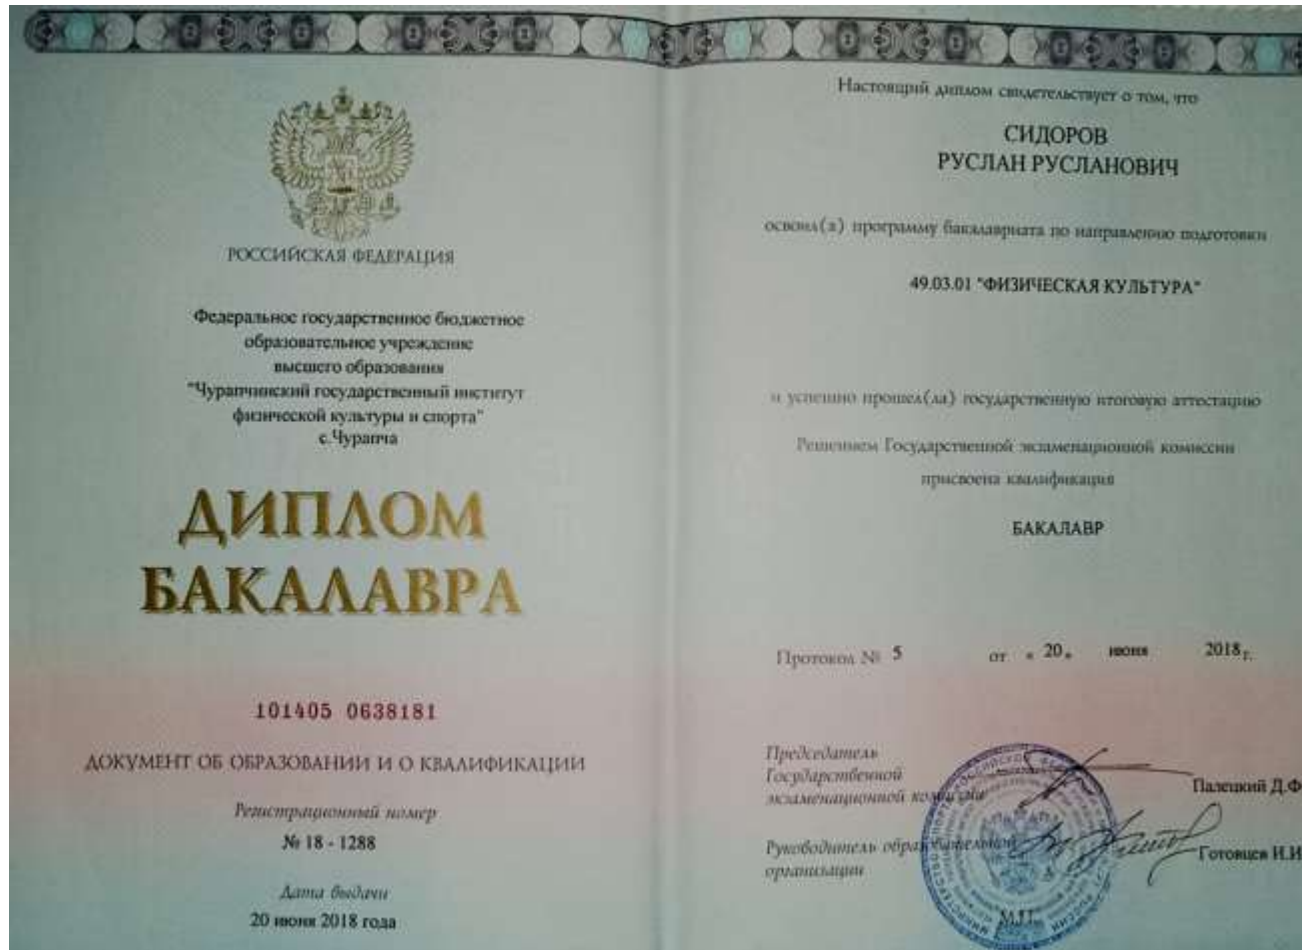 РОССИЙСКАЯ ФЕДЕРАЦИЯ
Федеральное государственное бюджетное
образовательное учреждение
высшего образования
"Чурапчинский государственный институт
физической культуры и спорта"
с.Чурапча
ДИПЛОМ
БАКАЛАВРА
101405 0638181
ДОКУМЕНТ ОБ ОБРАЗОВАНИИ И О КВАЛИФИКАЦИИ
Регистрационный номер
№ 18 - 1288
Дата выдачи
20 июня 2018 года
Настоящий диплом свидетельствует о том, что
СИДОРОВ
РУСЛАН РУСЛАНОВИЧ
освоил(а) программу бакалавриата по направлению подготовки
49.03.01 "ФИЗИЧЕСКАЯ КУЛЬТУРА"
и успешно прошел(ла) государственную итоговую аттестацию
Решением Государственной экзаменационной комиссии
присвоена квалификация
БАКАЛАВР
Протокол № 5 от « 20 » июня 2018 г.
Председатель
Государственной
экзаменационной комиссии
Палецкий Д.Ф
Руководитель образовательной
организации
Готовцев И.И
М.П.